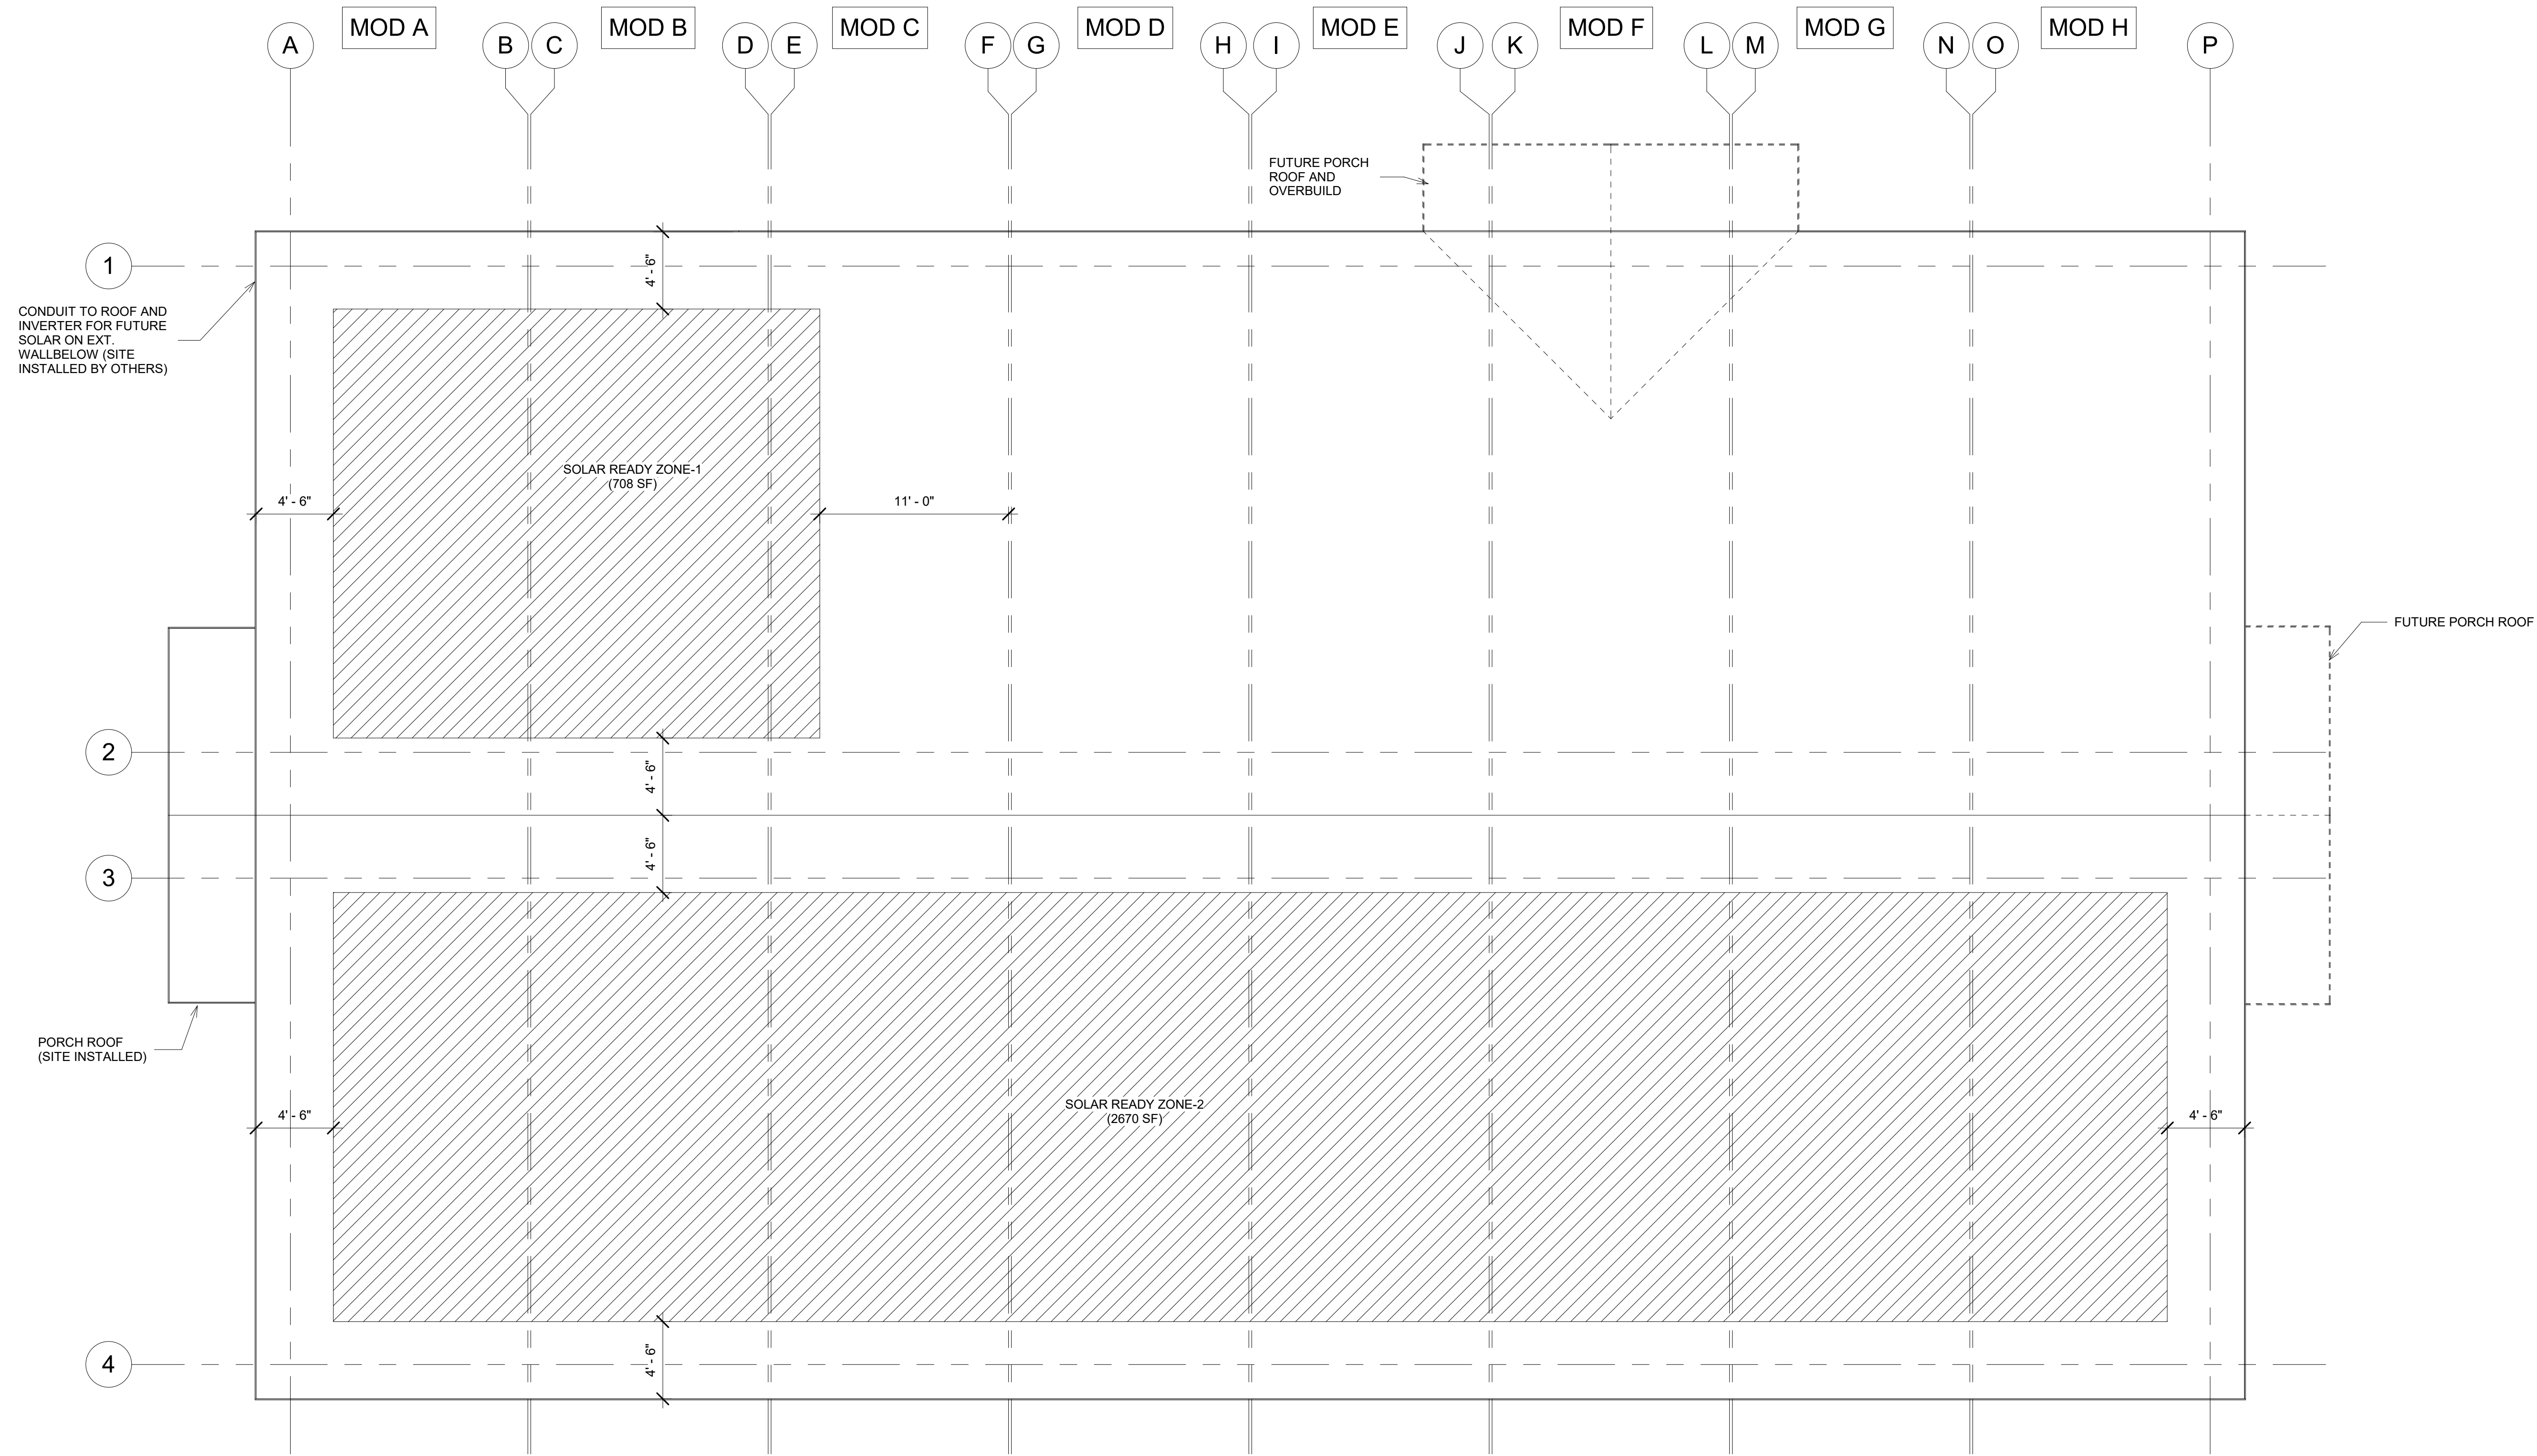 MOD A
MOD B
MOD C
MOD D
MOD E
MOD F
MOD G
MOD H
A
B
C
D
E
F
G
H
I
J
K
L
M
N
O
P
FUTURE PORCH
ROOF AND
OVERBUILD
1
4' - 6"
CONDUIT TO ROOF AND
INVERTER FOR FUTURE
SOLAR ON EXT.
WALLBELOW (SITE
INSTALLED BY OTHERS)
SOLAR READY ZONE-1
(708 SF)
4' - 6"
11' - 0"
FUTURE PORCH ROOF
2
4' - 6"
4' - 6"
3
PORCH ROOF
(SITE INSTALLED)
SOLAR READY ZONE-2
(2670 SF)
4' - 6"
4' - 6"
4' - 6"
4